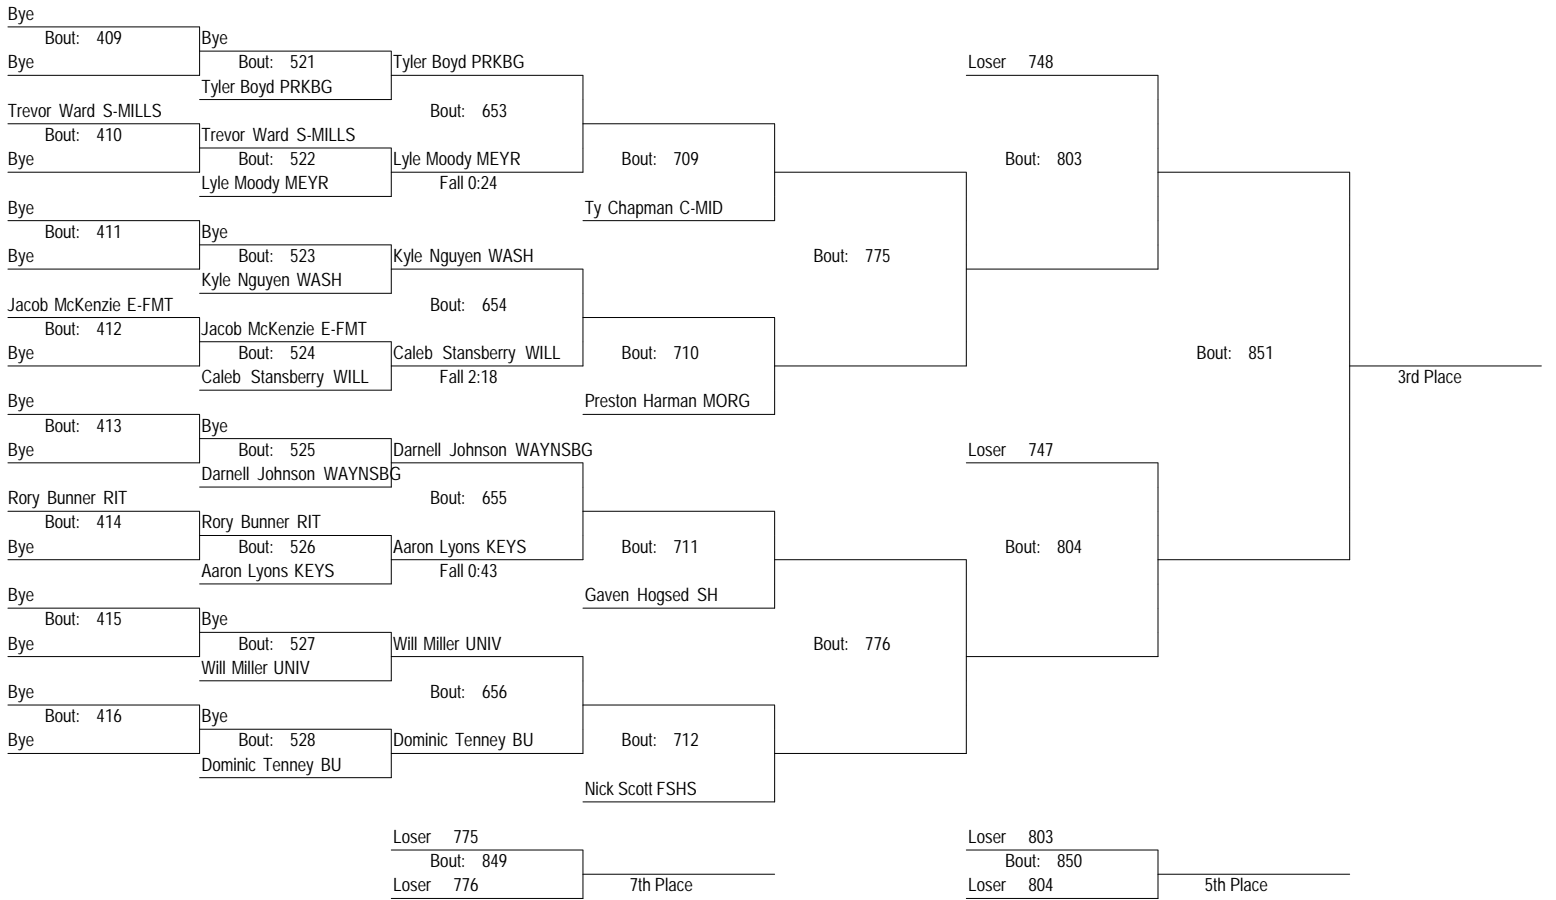 Bye
Bout: 409 Bye
Bye Bout: 521 Tyler Boyd PRKBG Loser 748
Tyler Boyd PRKBG
Trevor Ward S-MILLS Bout: 653
Bout: 410 Trevor Ward S-MILLS
Bye Bout: 522 Lyle Moody MEYR Bout: 709 Bout: 803
Lyle Moody MEYR Fall 0:24
Bye Ty Chapman C-MID
Bout: 411 Bye
Bye Bout: 523 Kyle Nguyen WASH Bout: 775
Kyle Nguyen WASH
Jacob McKenzie E-FMT Bout: 654
Bout: 412 Jacob McKenzie E-FMT
Bye Bout: 524 Caleb Stansberry WILL Bout: 710 Bout: 851
Caleb Stansberry WILL Fall 2:18 3rd Place
Bye Preston Harman MORG
Bout: 413 Bye
Bye Bout: 525 Darnell Johnson WAYNSBG Loser 747
Darnell Johnson WAYNSBG
Rory Bunner RIT Bout: 655
Bout: 414 Rory Bunner RIT
Bye Bout: 526 Aaron Lyons KEYS Bout: 711 Bout: 804
Aaron Lyons KEYS Fall 0:43
Bye Gaven Hogsed SH
Bout: 415 Bye
Bye Bout: 527 Will Miller UNIV Bout: 776
Will Miller UNIV
Bye Bout: 656
Bout: 416 Bye
Bye Bout: 528 Dominic Tenney BU Bout: 712
Dominic Tenney BU
Nick Scott FSHS
Loser 775 Loser 803
Bout: 849 Bout: 850
Loser 776 7th Place Loser 804 5th Place